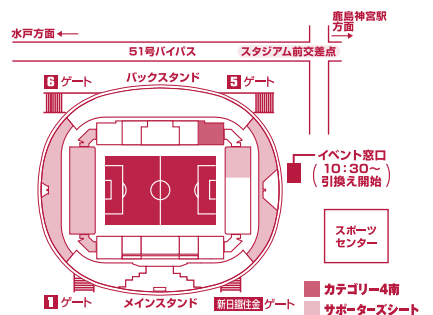 鹿島神宮駅
方面
水戸方面
51号バイパス
スタジアム前交差点
6 ゲート
バックスタンド
5 ゲート
イベント窓口
(10:30～
引換え開始)
スポーツ
センター
1 ゲート
メインスタンド
新日鐵住金 ゲート
カテゴリー4南
サポーターズシート